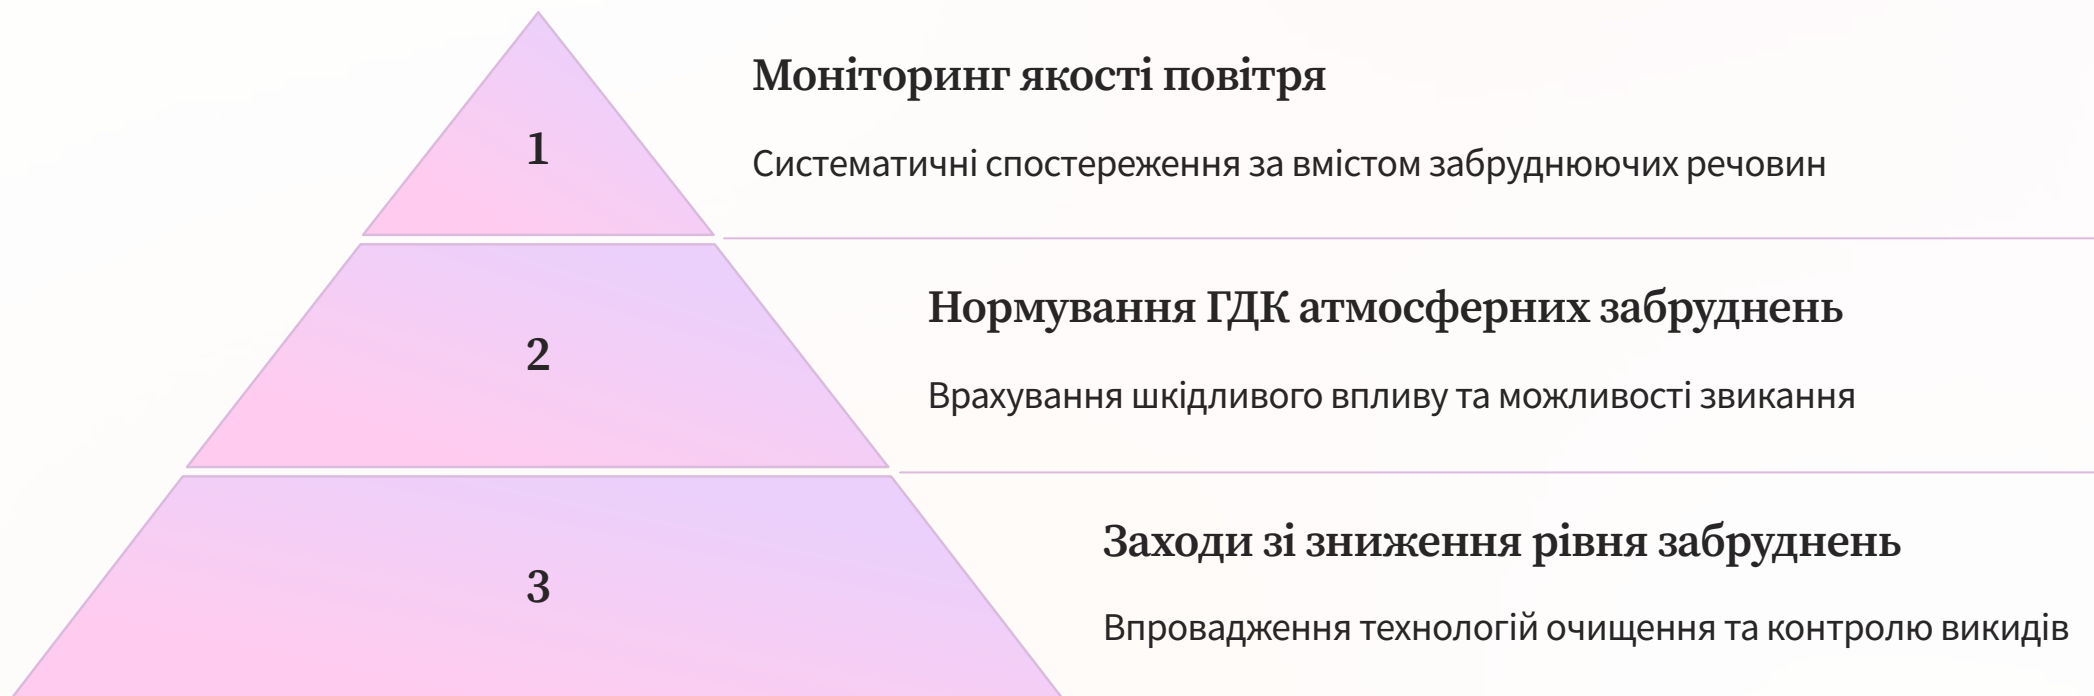 1
Моніторинг якості повітря
Систематичні спостереження за вмістом забруднюючих речовин
2
Нормування ГДК атмосферних забруднень
Врахування шкідливого впливу та можливості звикання
3
Заходи зі зниження рівня забруднень
Впровадження технологій очищення та контролю викидів